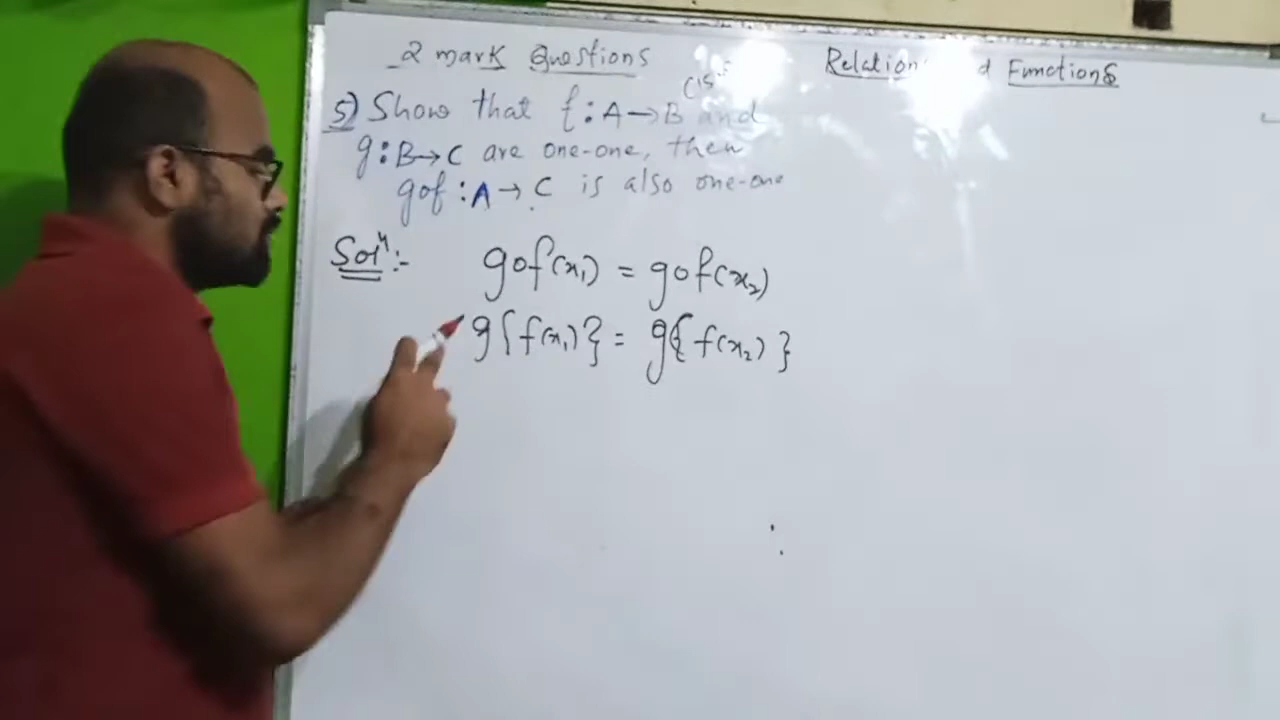 2 mark Questions
Relation d Functions
5) Show that f : A → B and
g : B → C are one-one, then
gof : A → C is also one-one
Solⁿ :-
gof(x₁) = gof(x₂)
g{f(x₁)} = g{f(x₂)}